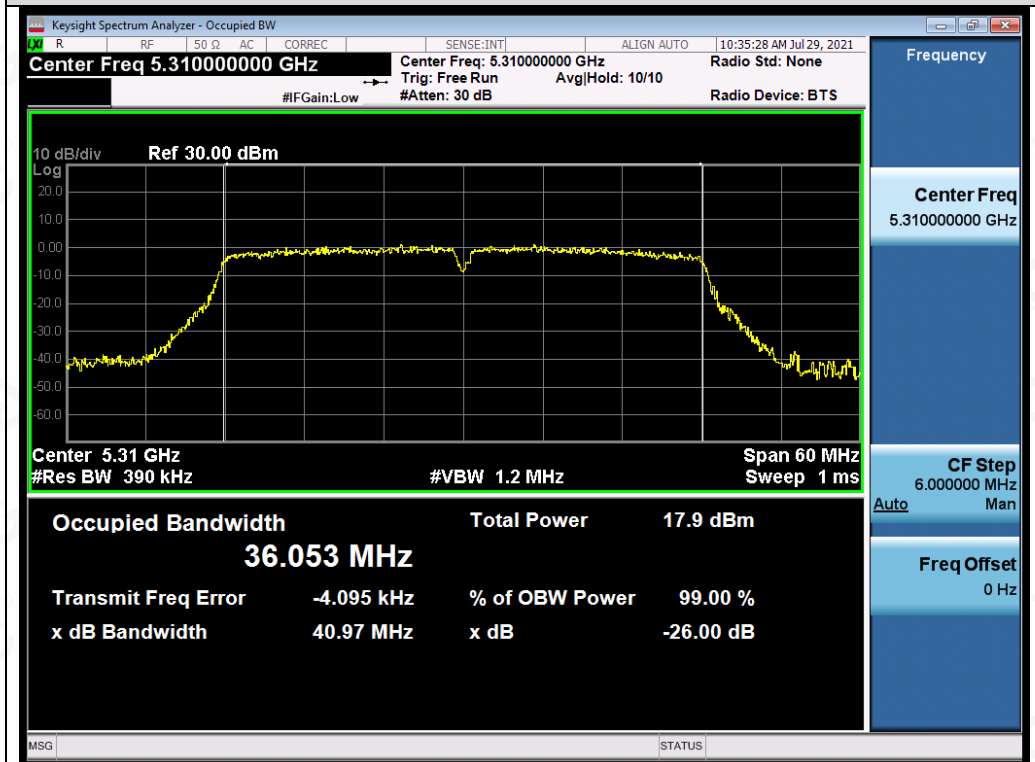 Keysight Spectrum Analyzer - Occupied BW
LXI R RF 50 Ω AC CORREC SENSE:INT ALIGN AUTO 10:35:28 AM Jul 29, 2021
Center Freq 5.310000000 GHz
#IFGain:Low
Center Freq: 5.310000000 GHz
Trig: Free Run Avg|Hold: 10/10
#Atten: 30 dB
Radio Std: None
Radio Device: BTS
10 dB/div Ref 30.00 dBm
Log
20.0
10.0
0.00
-10.0
-20.0
-30.0
-40.0
-50.0
-60.0
Center 5.31 GHz Span 60 MHz
#Res BW 390 kHz #VBW 1.2 MHz Sweep 1 ms
Occupied Bandwidth Total Power 17.9 dBm
36.053 MHz
Transmit Freq Error -4.095 kHz % of OBW Power 99.00 %
x dB Bandwidth 40.97 MHz x dB -26.00 dB
Frequency
Center Freq
5.310000000 GHz
CF Step
6.000000 MHz
Auto Man
Freq Offset
0 Hz
MSG STATUS